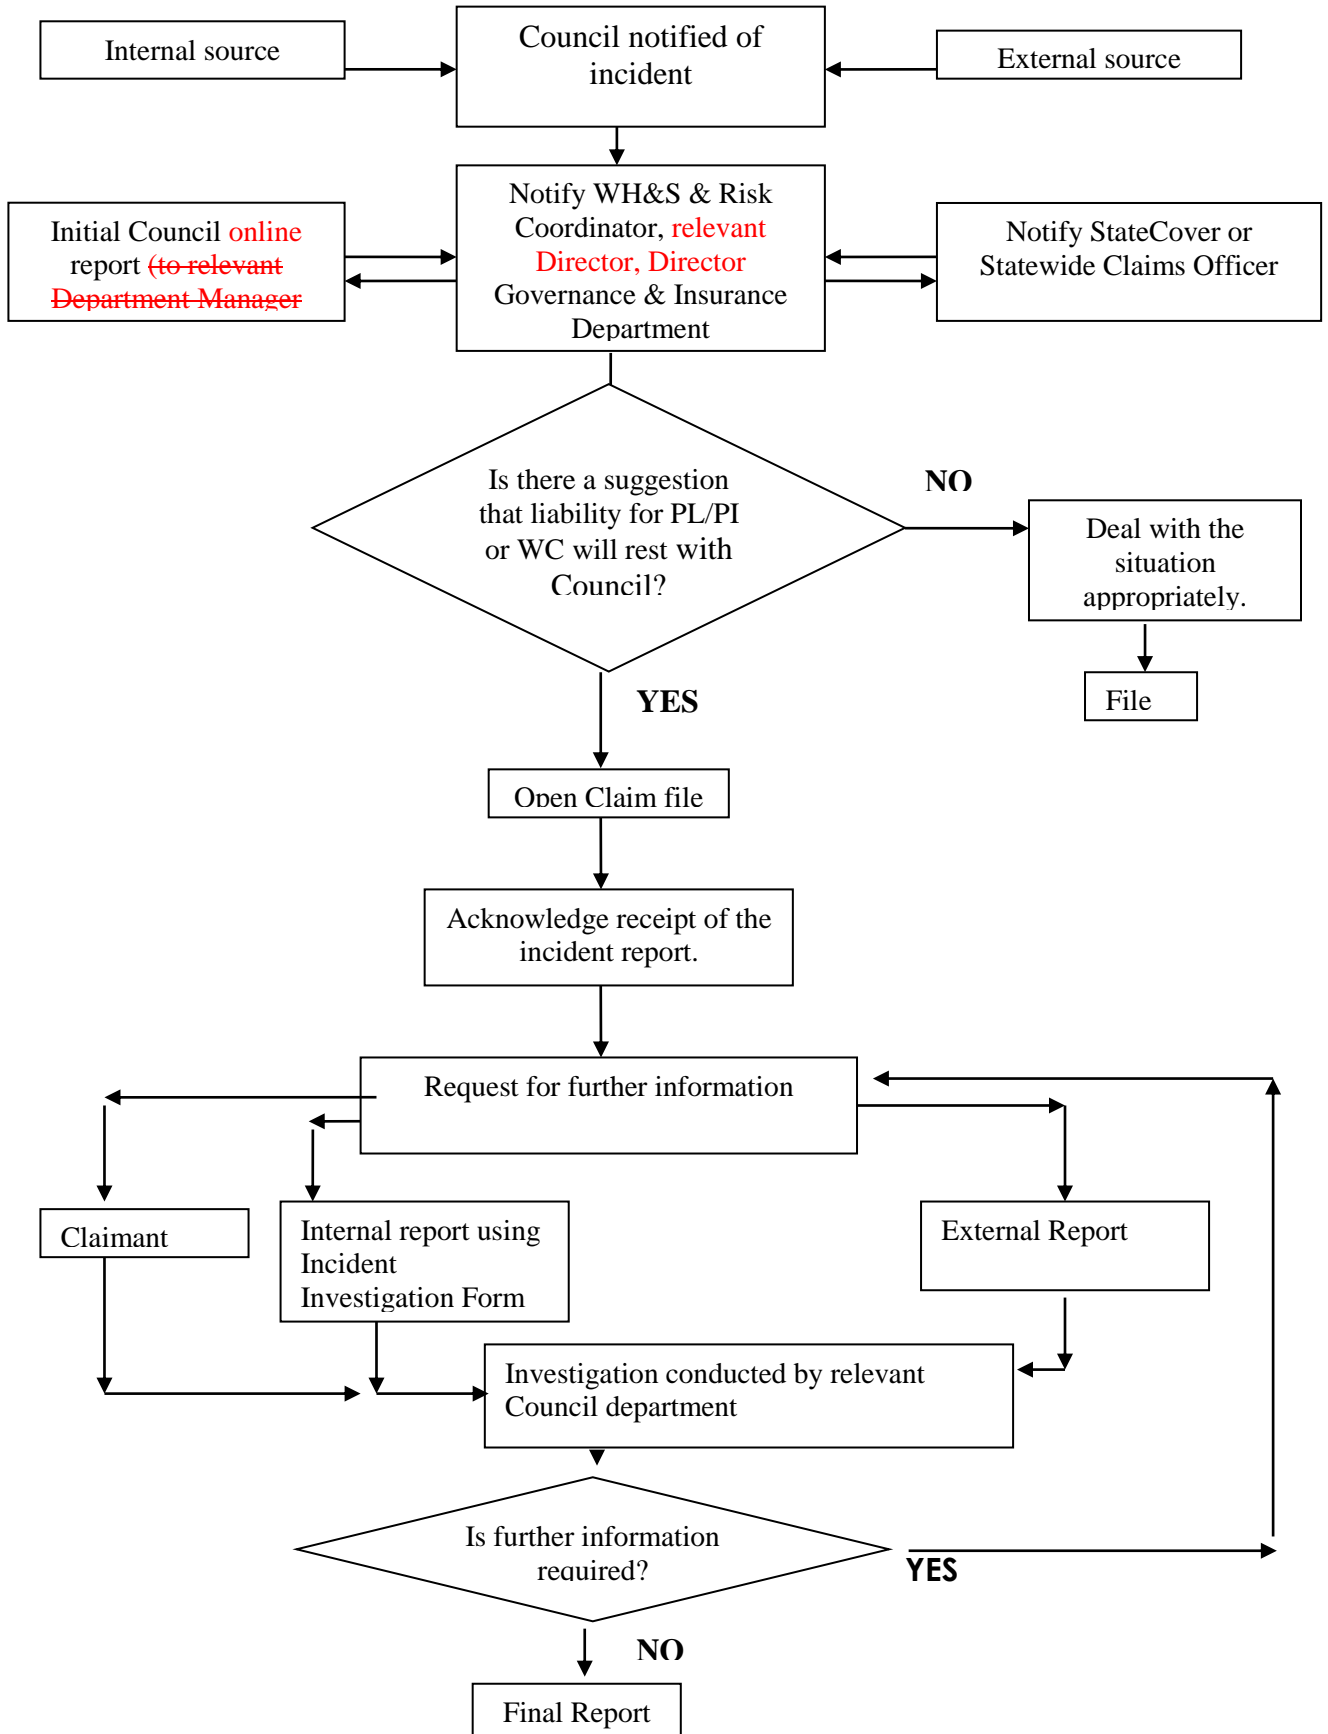 Internal source
Council notified of
incident
External source
Initial Council online
report (to relevant
Department Manager
Notify WH&S & Risk
Coordinator, relevant
Director, Director
Governance & Insurance
Department
Notify StateCover or
Statewide Claims Officer
Is there a suggestion
that liability for PL/PI
or WC will rest with
Council?
NO
Deal with the
situation
appropriately.
File
YES
Open Claim file
Acknowledge receipt of the
incident report.
Request for further information
Claimant
Internal report using
Incident
Investigation Form
External Report
Investigation conducted by relevant
Council department
Is further information
required?
YES
NO
Final Report